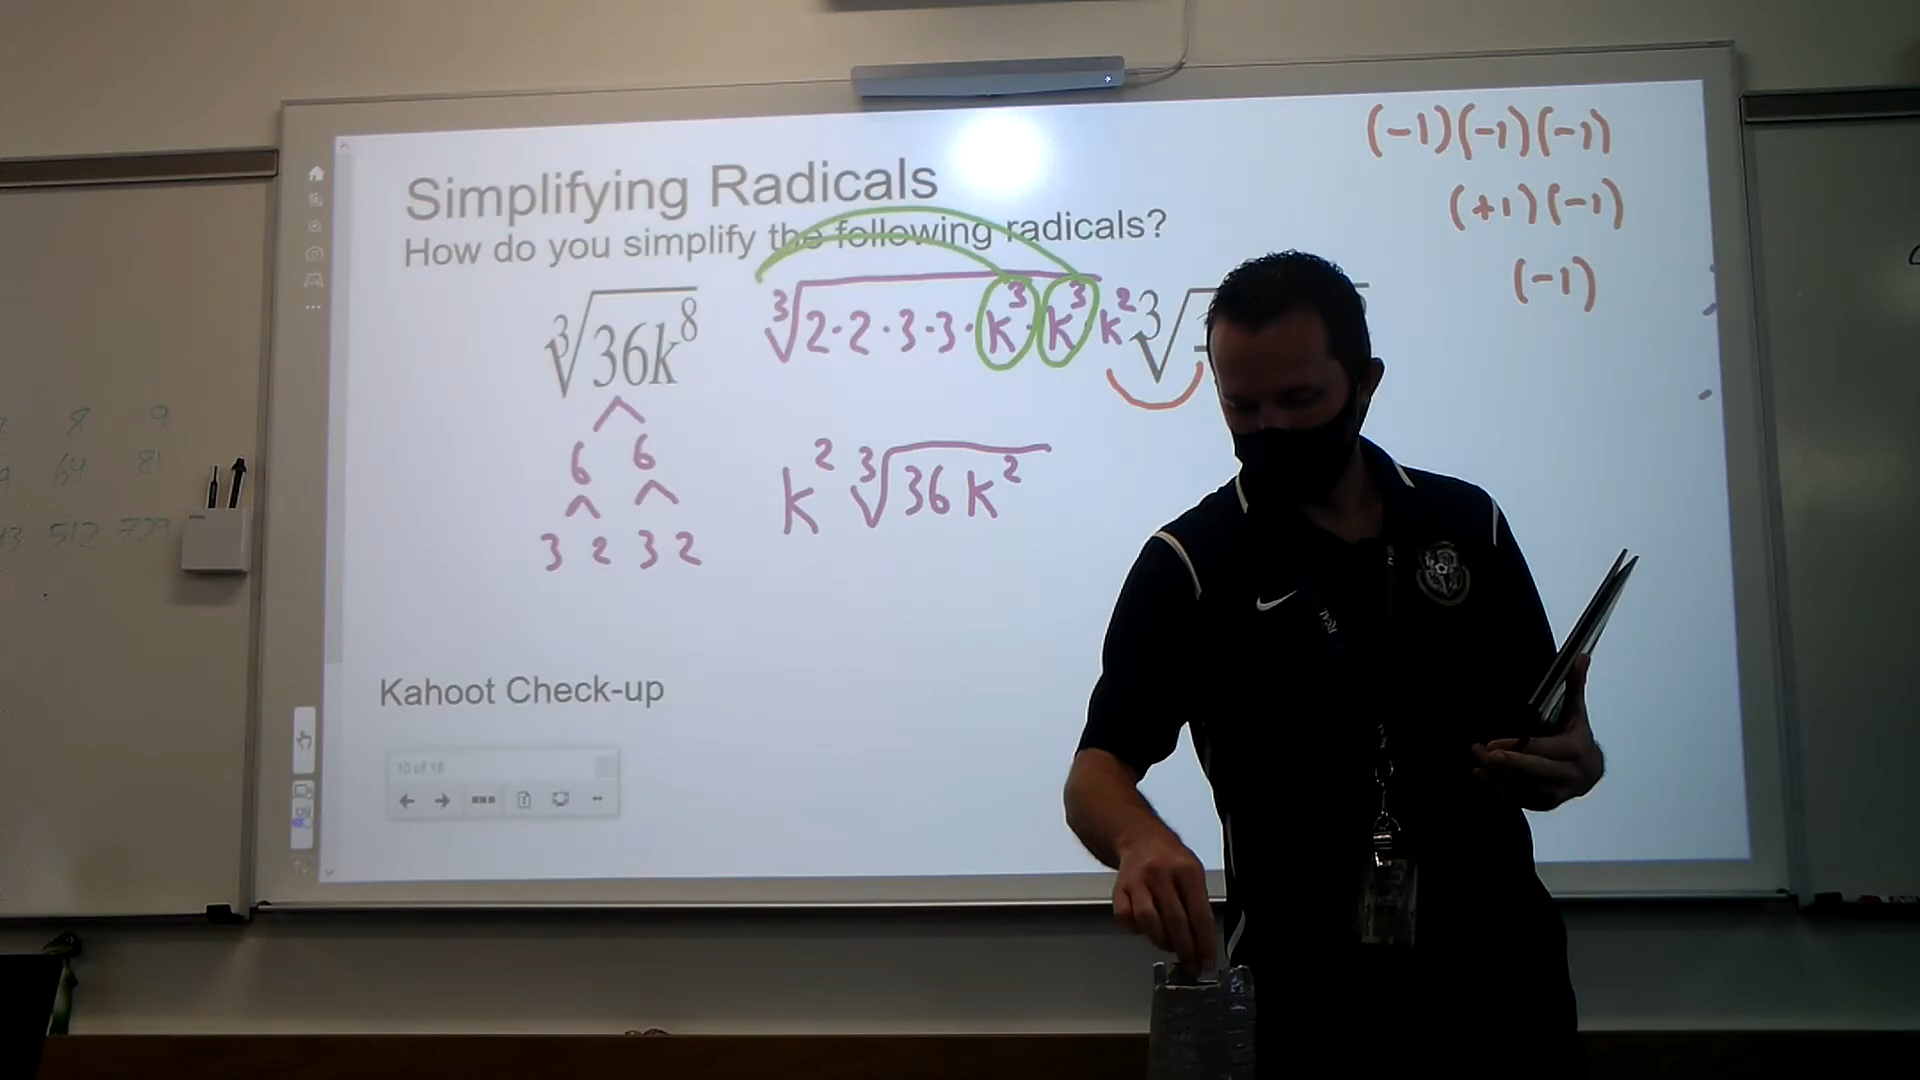 Simplifying Radicals
How do you simplify the following radicals?
∛36k⁸
∛2·2·3·3·k³·k³ k²
∛
6 6
3 2 3 2
k² ∛36k²
(-1)(-1)(-1)
(+1)(-1)
(-1)
8 9
64 81
512 729
Kahoot Check-up
10 of 18